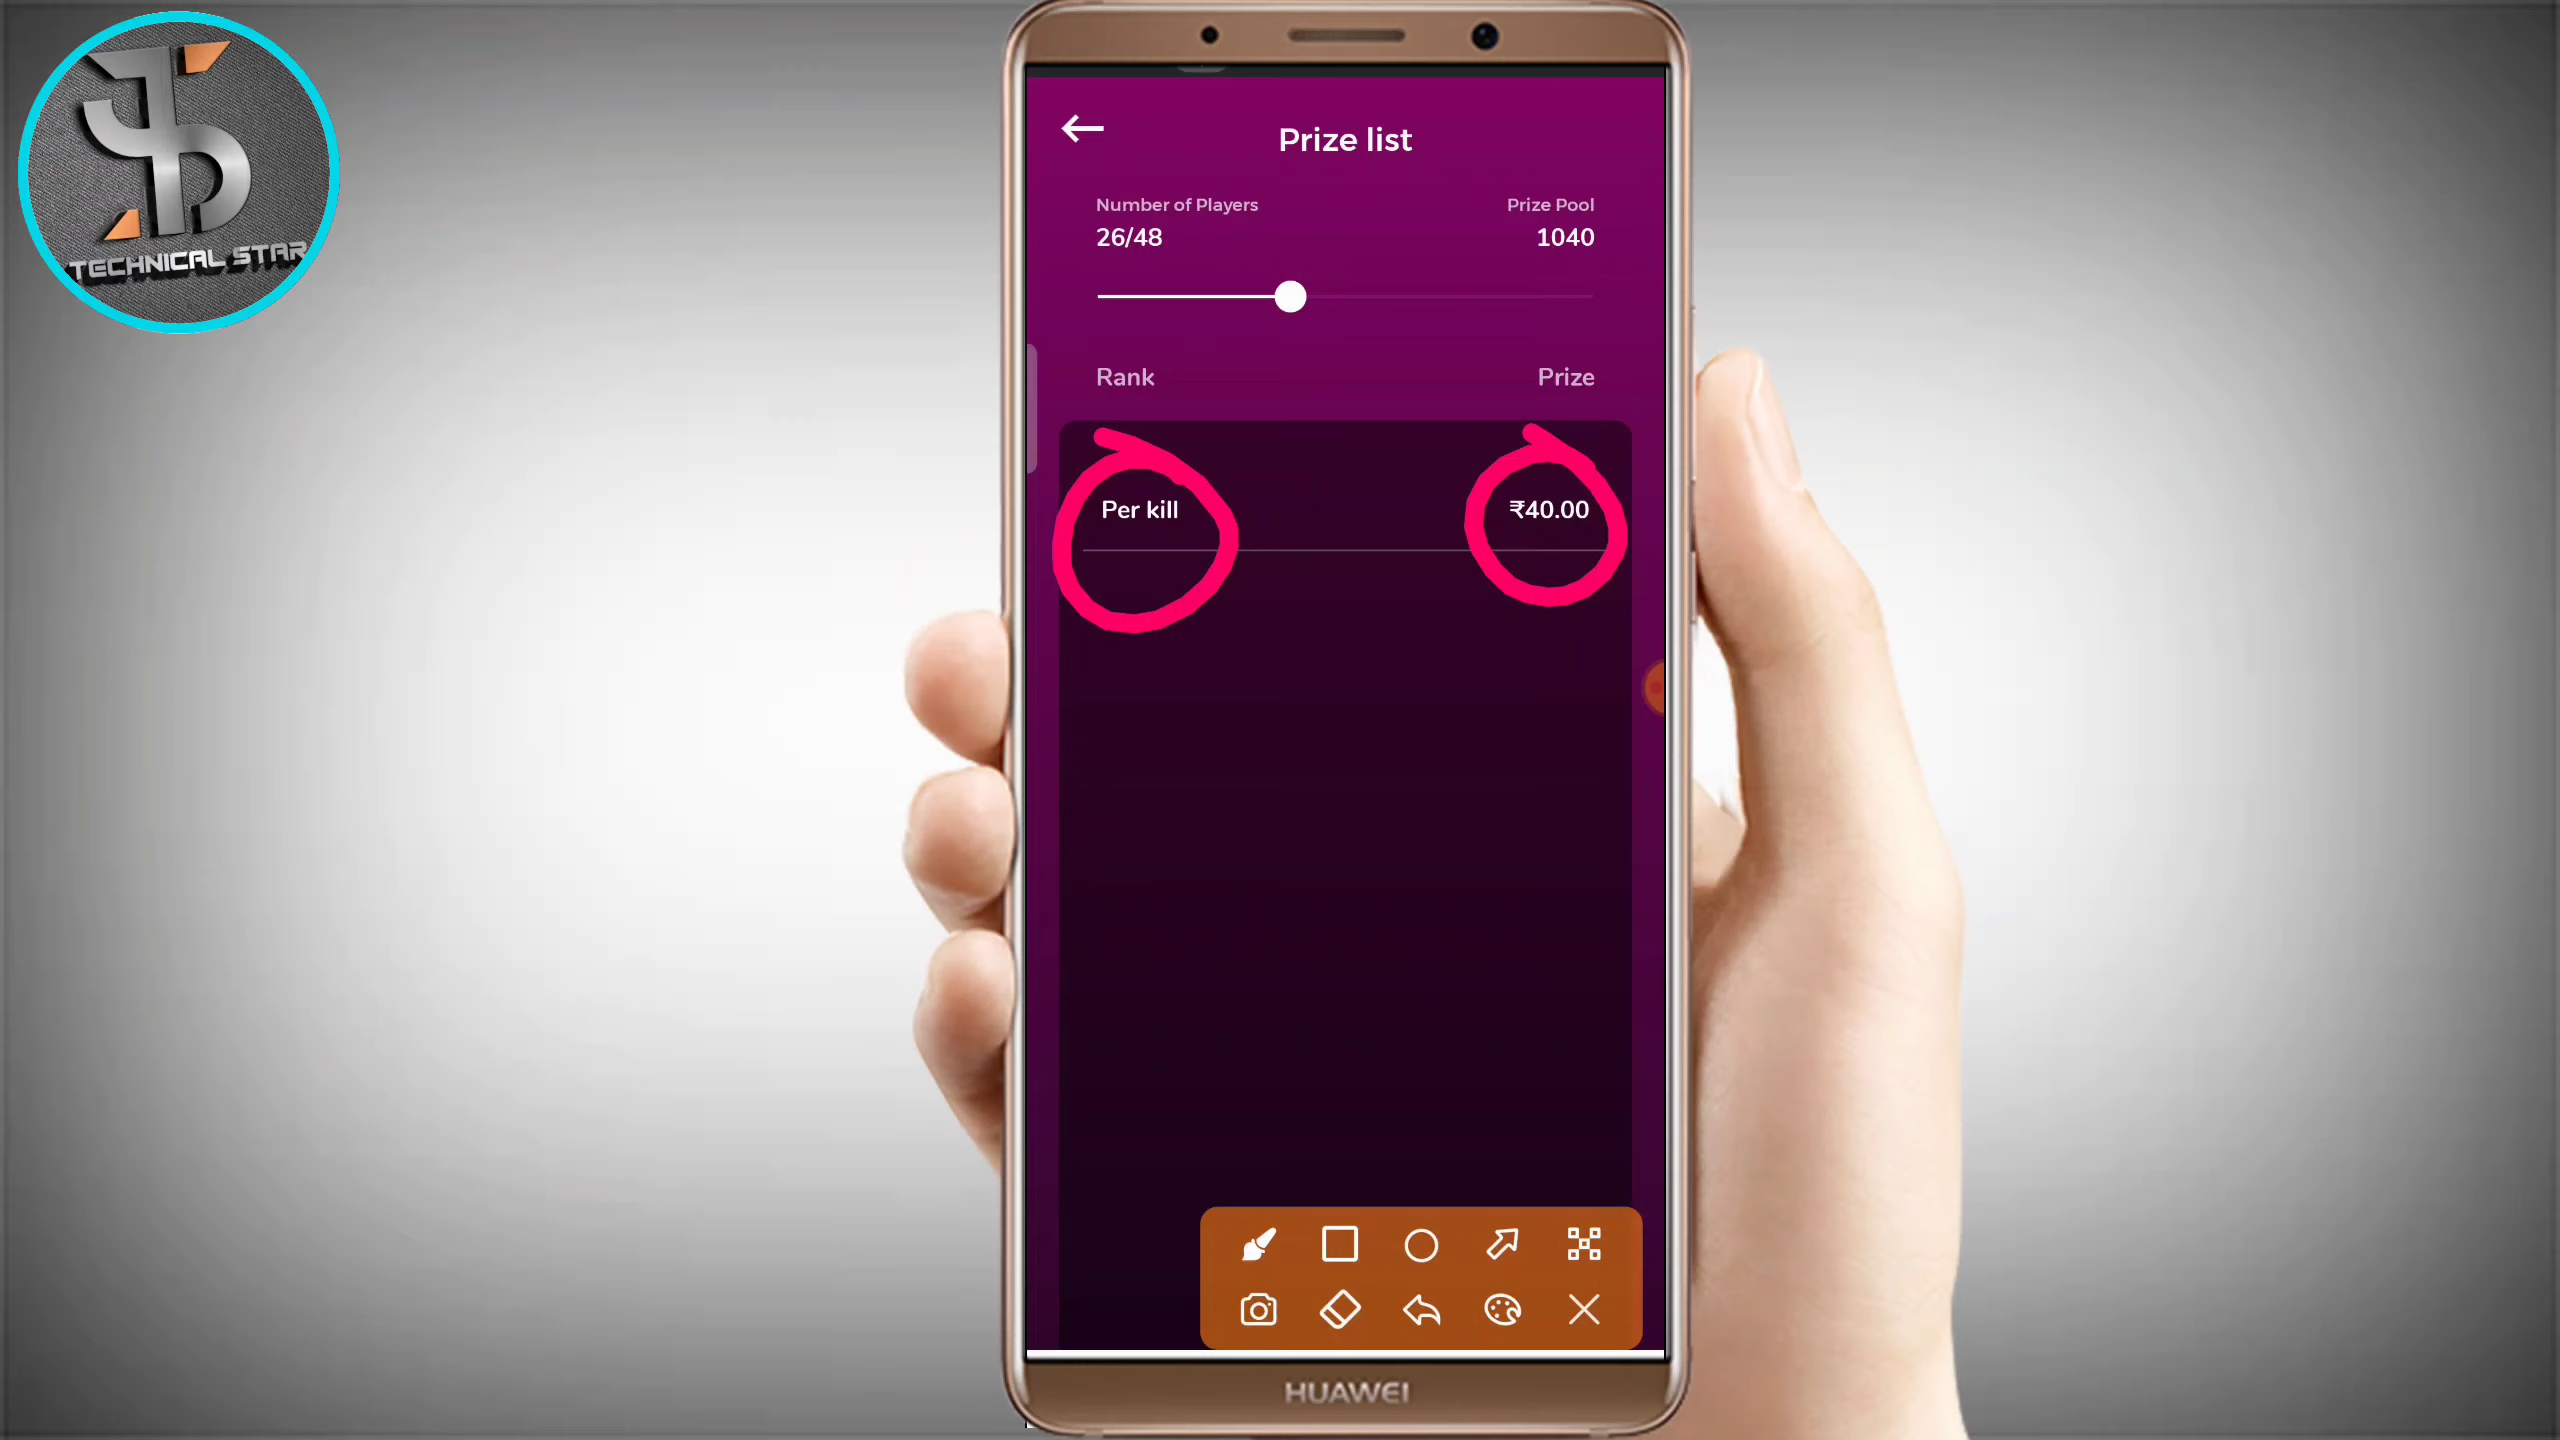 TECHNICAL STAR
Prize list
Number of Players
Prize Pool
26/48
1040
Rank
Prize
Per kill
₹40.00
HUAWEI